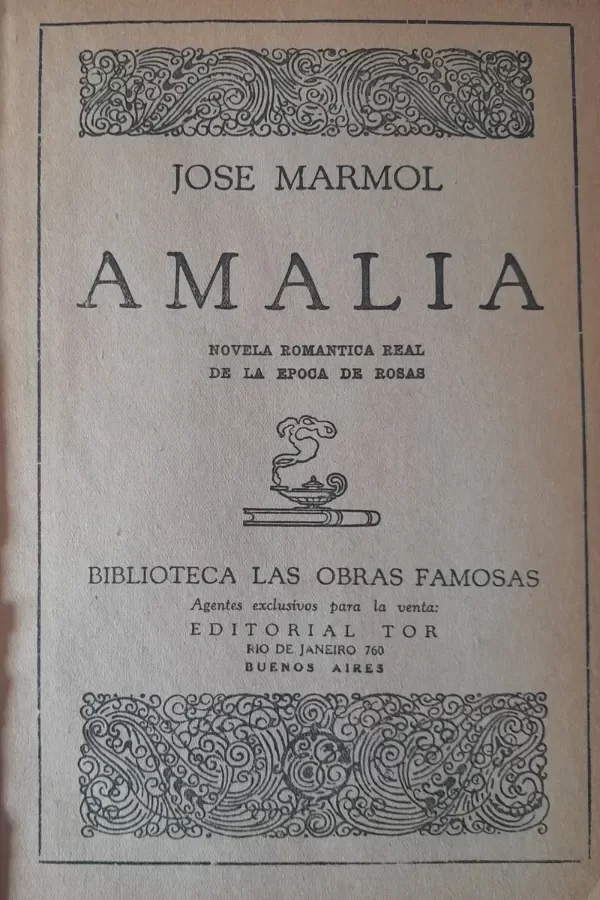 JOSE MARMOL
AMALIA
NOVELA ROMANTICA REAL
DE LA EPOCA DE ROSAS
BIBLIOTECA LAS OBRAS FAMOSAS
Agentes exclusivos para la venta:
EDITORIAL TOR
RIO DE JANEIRO 760
BUENOS AIRES